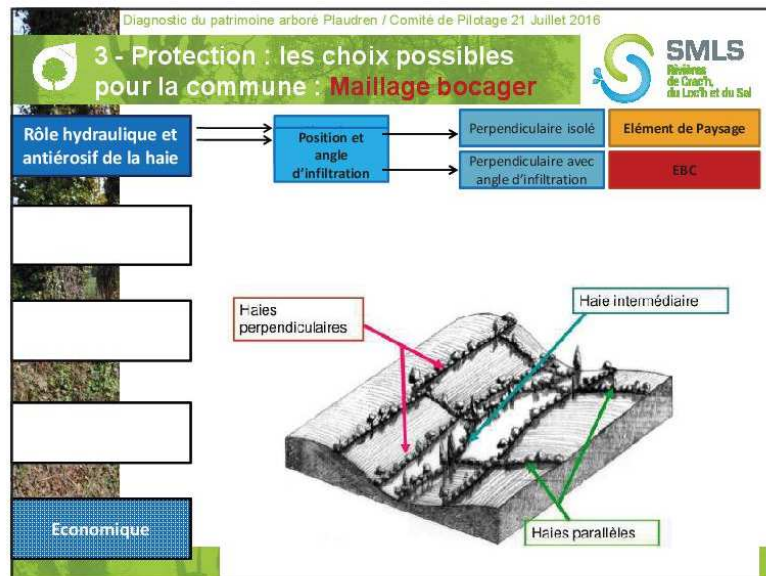 Diagnostic du patrimoine arboré Plaudren / Comité de Pilotage 21 Juillet 2016
3 - Protection : les choix possibles
pour la commune : Maillage bocager
SMLS
Rivières
de Crac'h,
du Loc'h et du Sal
Rôle hydraulique et
antiérosif de la haie
Position et
angle
d'infiltration
Perpendiculaire isolé
Elément de Paysage
Perpendiculaire avec
angle d'infiltration
EBC
Haies
perpendiculaires
Haie intermédiaire
Haies parallèles
Economique